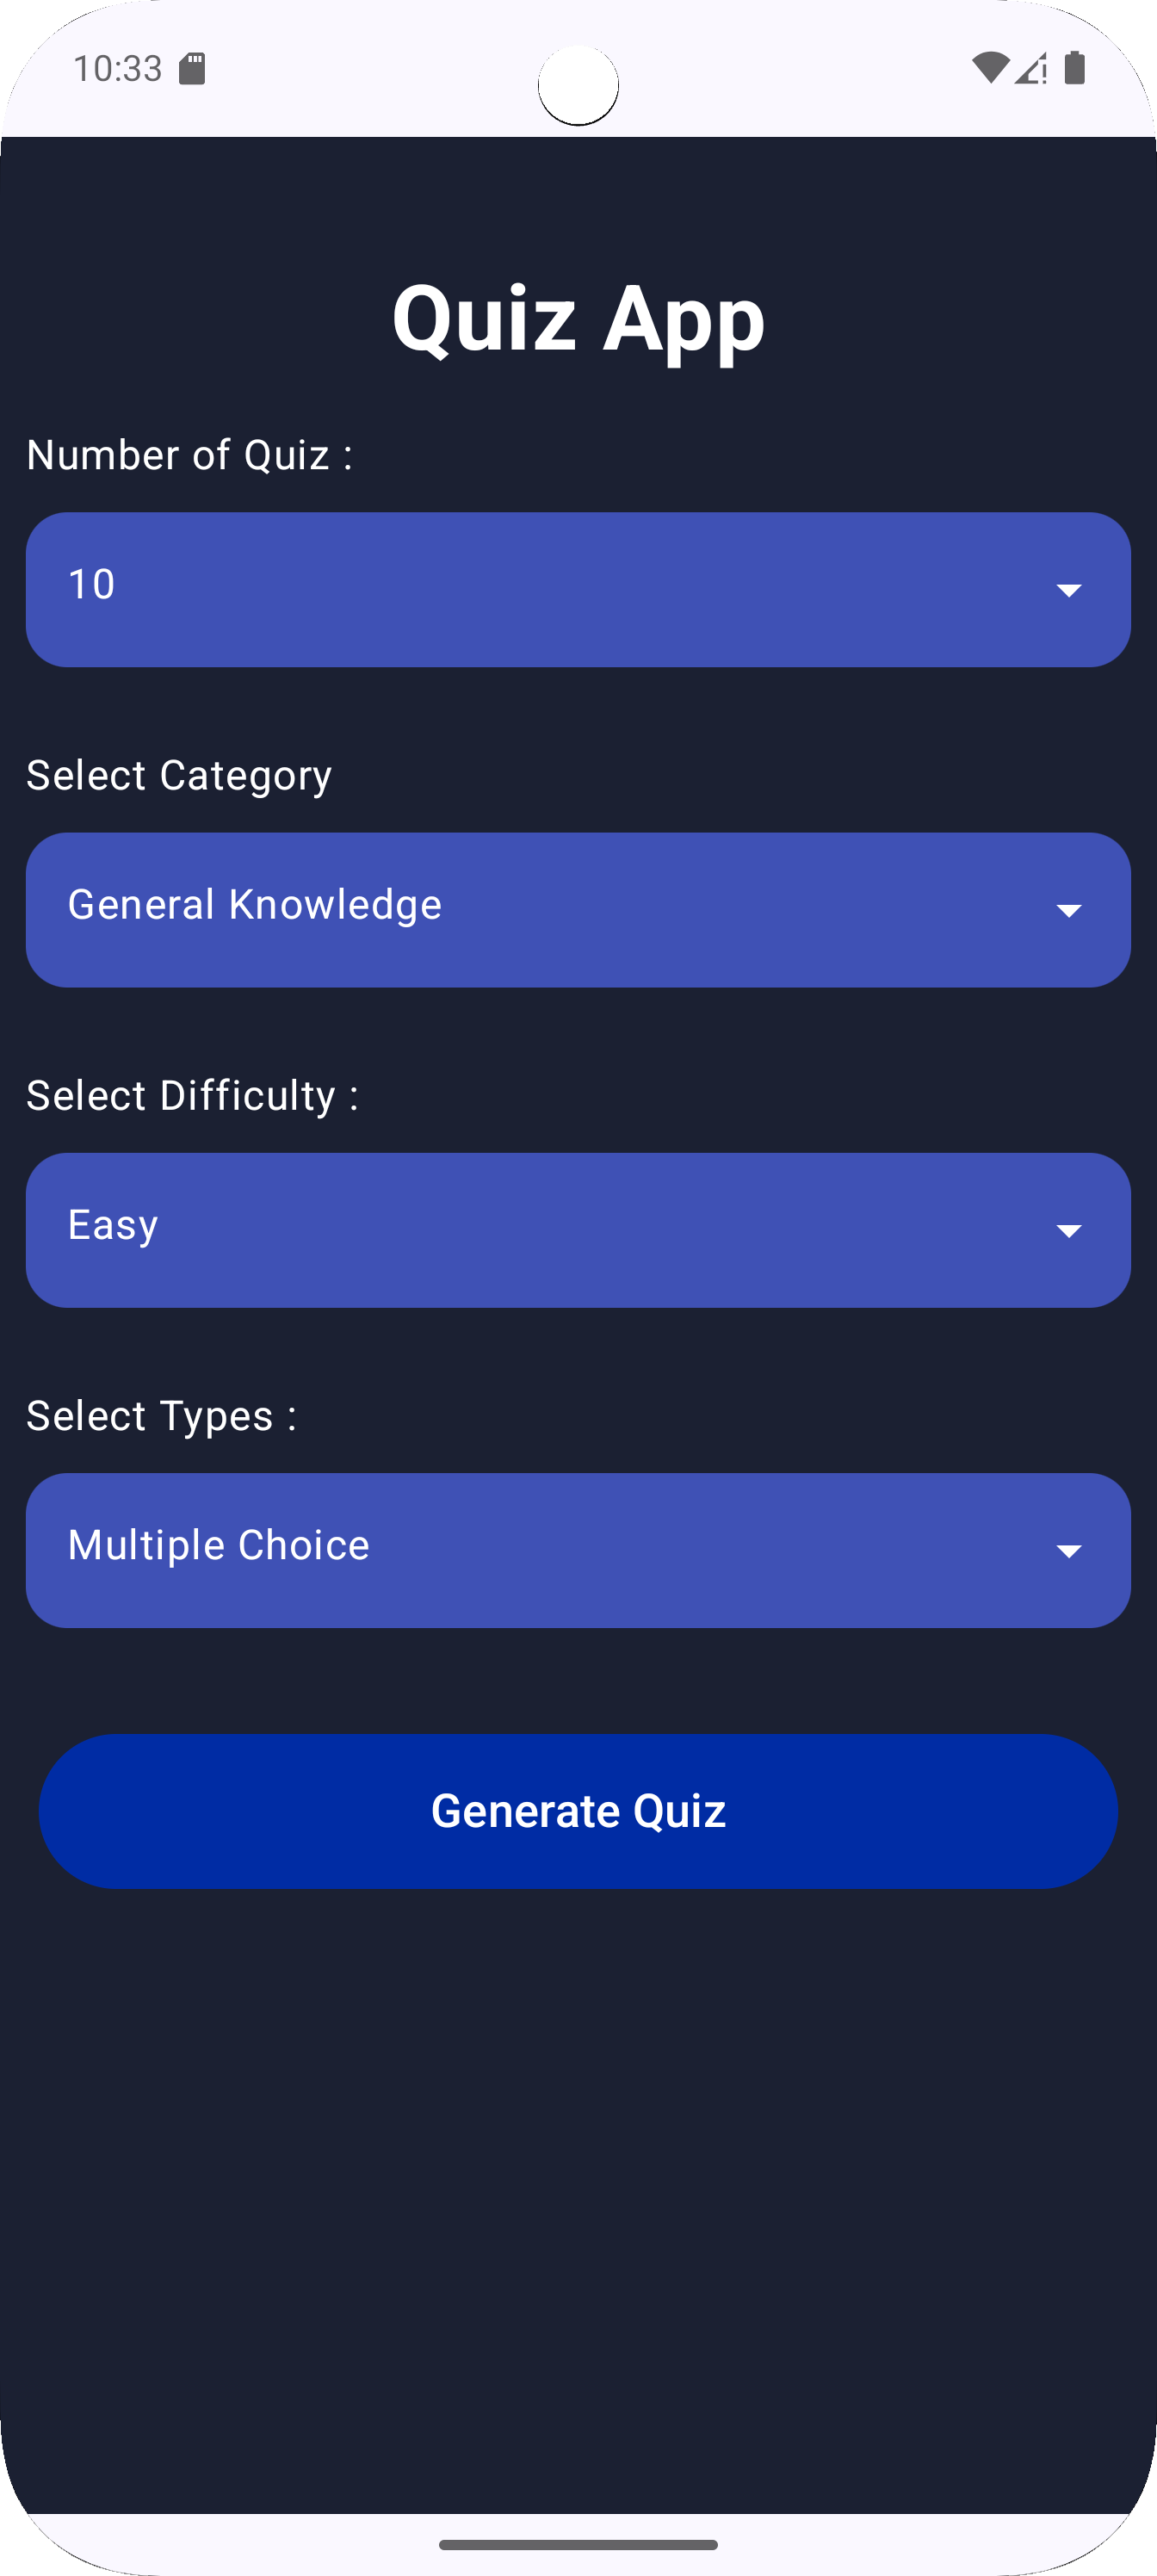 10:33
Quiz App
Number of Quiz :
10
Select Category
General Knowledge
Select Difficulty :
Easy
Select Types :
Multiple Choice
Generate Quiz